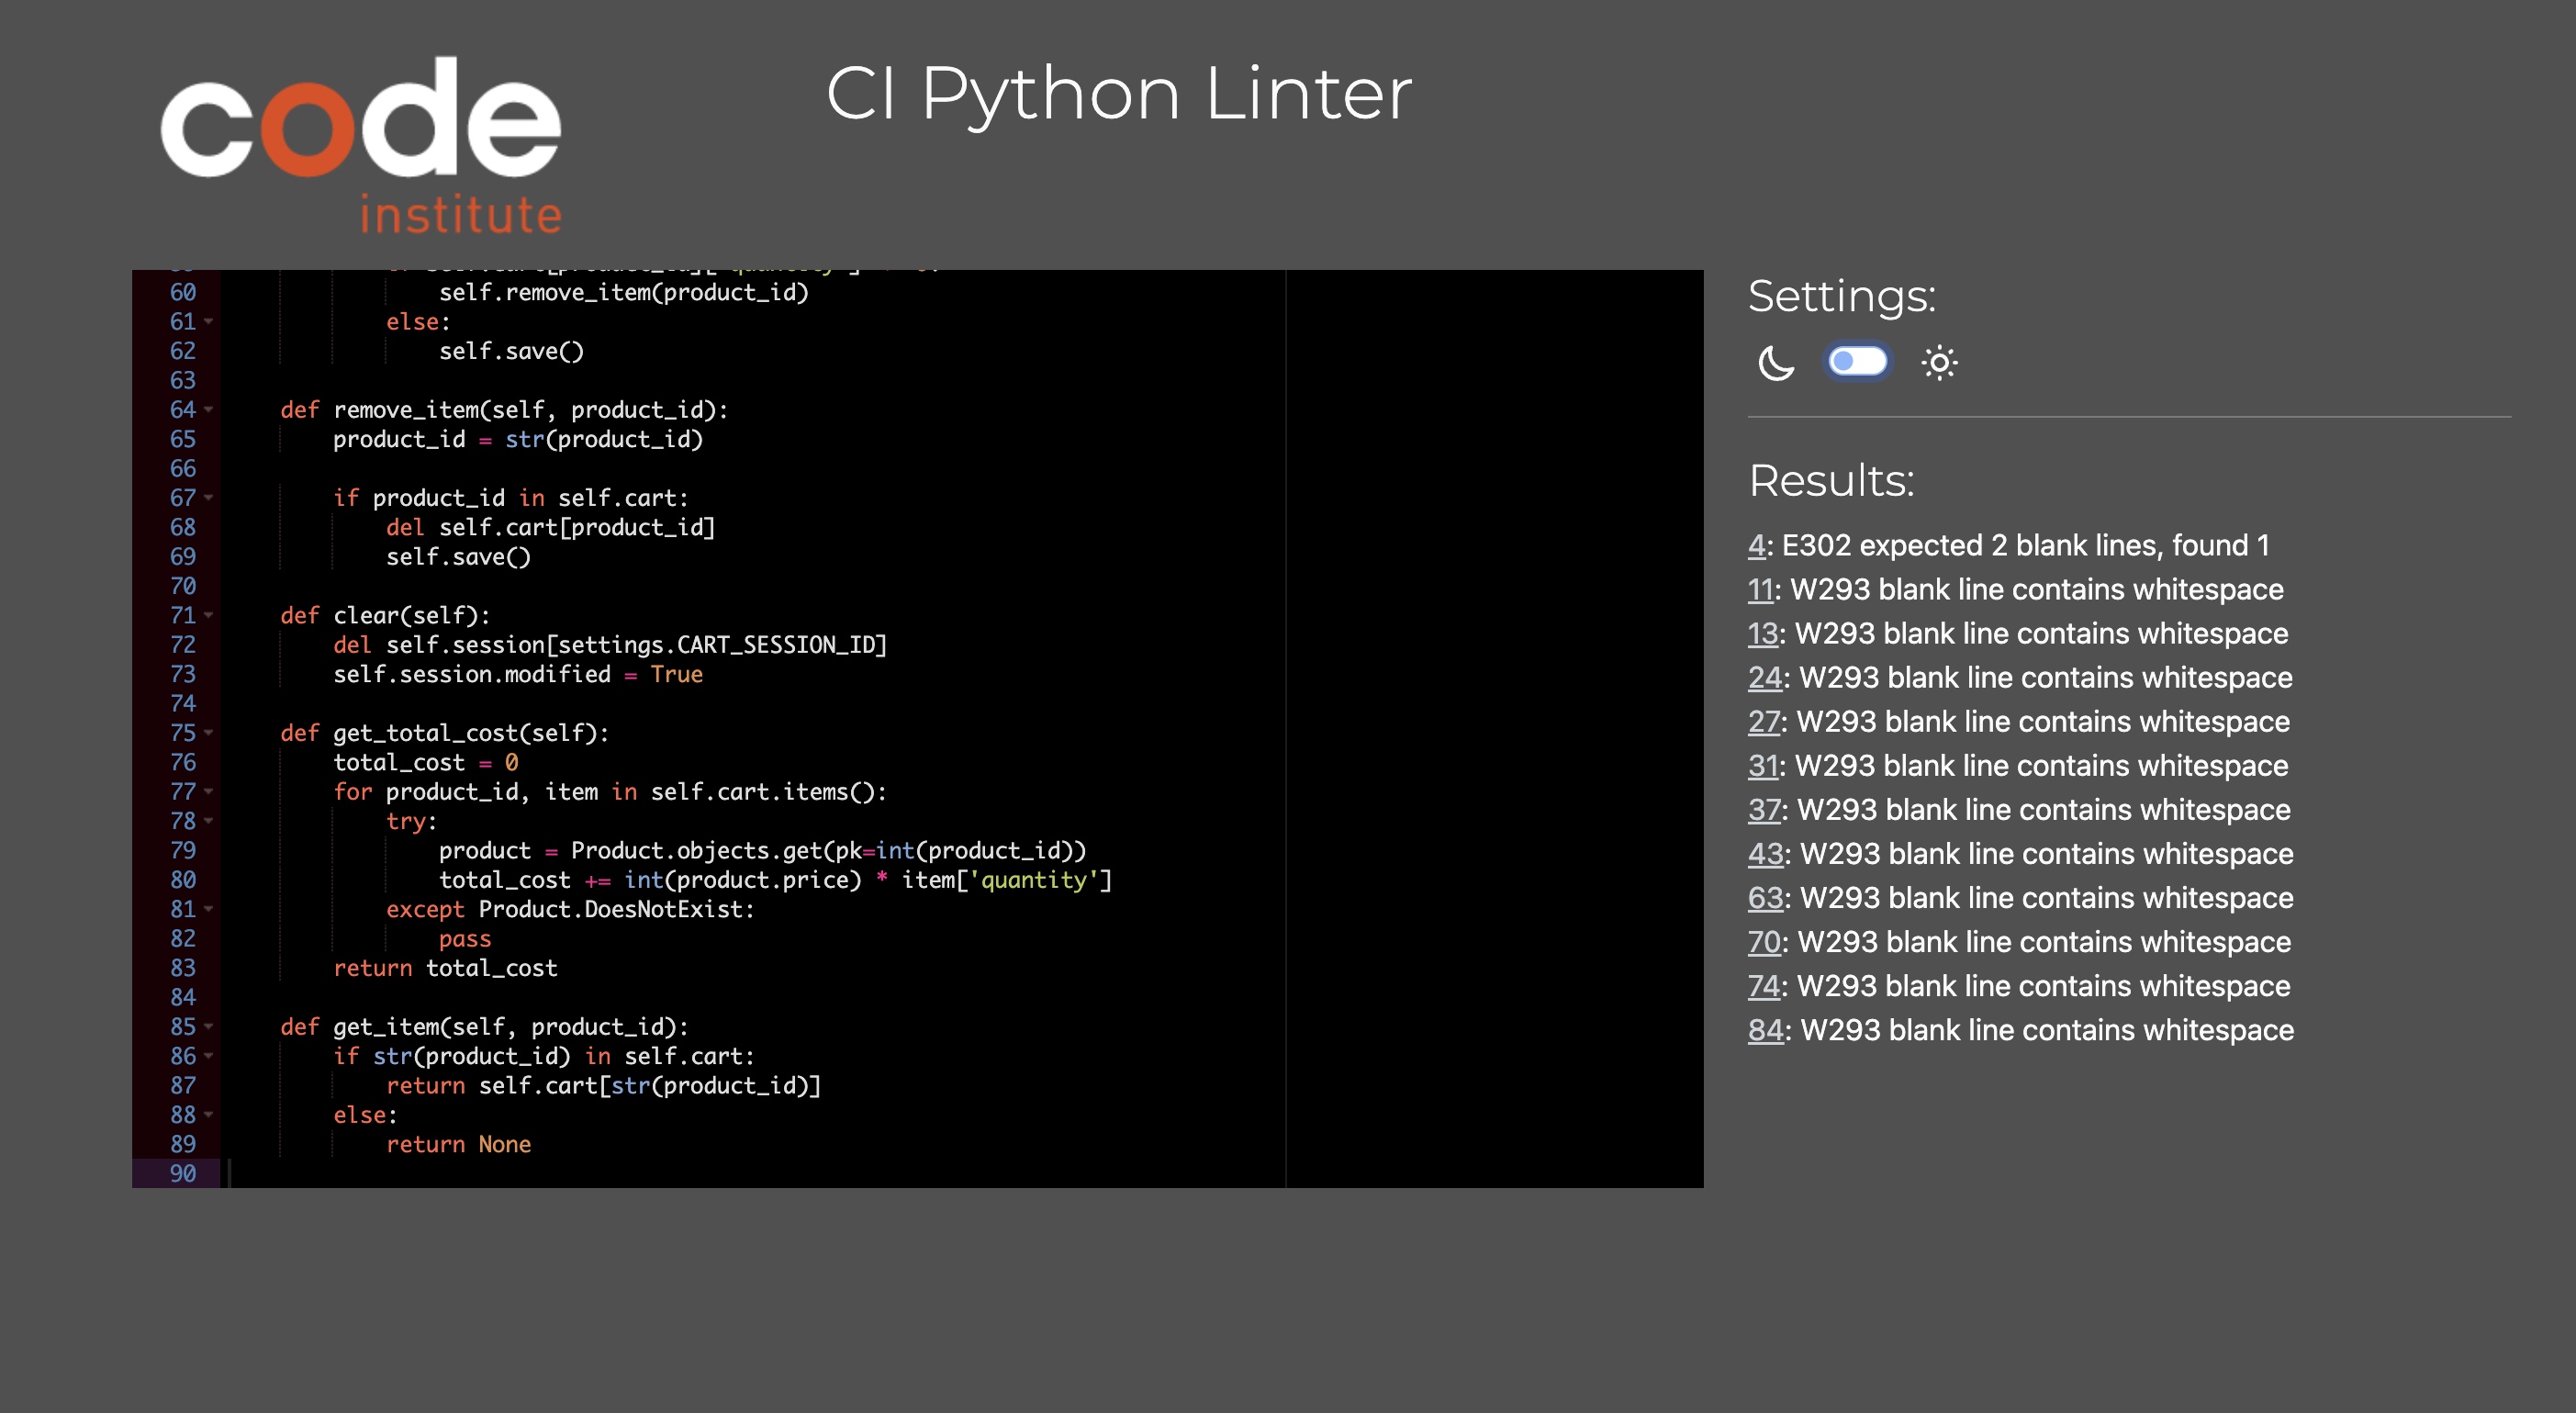 code
institute
CI Python Linter
60 self.remove_item(product_id)
61 else:
62 self.save()
63
64 def remove_item(self, product_id):
65 product_id = str(product_id)
66
67 if product_id in self.cart:
68 del self.cart[product_id]
69 self.save()
70
71 def clear(self):
72 del self.session[settings.CART_SESSION_ID]
73 self.session.modified = True
74
75 def get_total_cost(self):
76 total_cost = 0
77 for product_id, item in self.cart.items():
78 try:
79 product = Product.objects.get(pk=int(product_id))
80 total_cost += int(product.price) * item['quantity']
81 except Product.DoesNotExist:
82 pass
83 return total_cost
84
85 def get_item(self, product_id):
86 if str(product_id) in self.cart:
87 return self.cart[str(product_id)]
88 else:
89 return None
90
Settings:
Results:
4: E302 expected 2 blank lines, found 1
11: W293 blank line contains whitespace
13: W293 blank line contains whitespace
24: W293 blank line contains whitespace
27: W293 blank line contains whitespace
31: W293 blank line contains whitespace
37: W293 blank line contains whitespace
43: W293 blank line contains whitespace
63: W293 blank line contains whitespace
70: W293 blank line contains whitespace
74: W293 blank line contains whitespace
84: W293 blank line contains whitespace